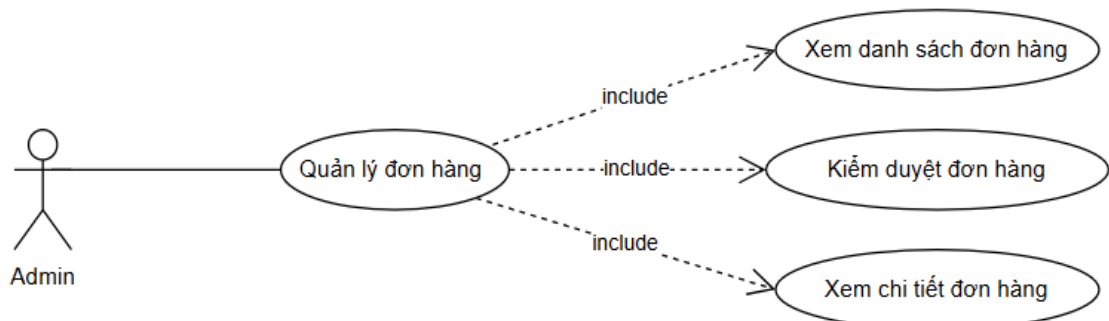 Xem danh sách đơn hàng
include
Quản lý đơn hàng
include
Kiểm duyệt đơn hàng
include
Admin
Xem chi tiết đơn hàng